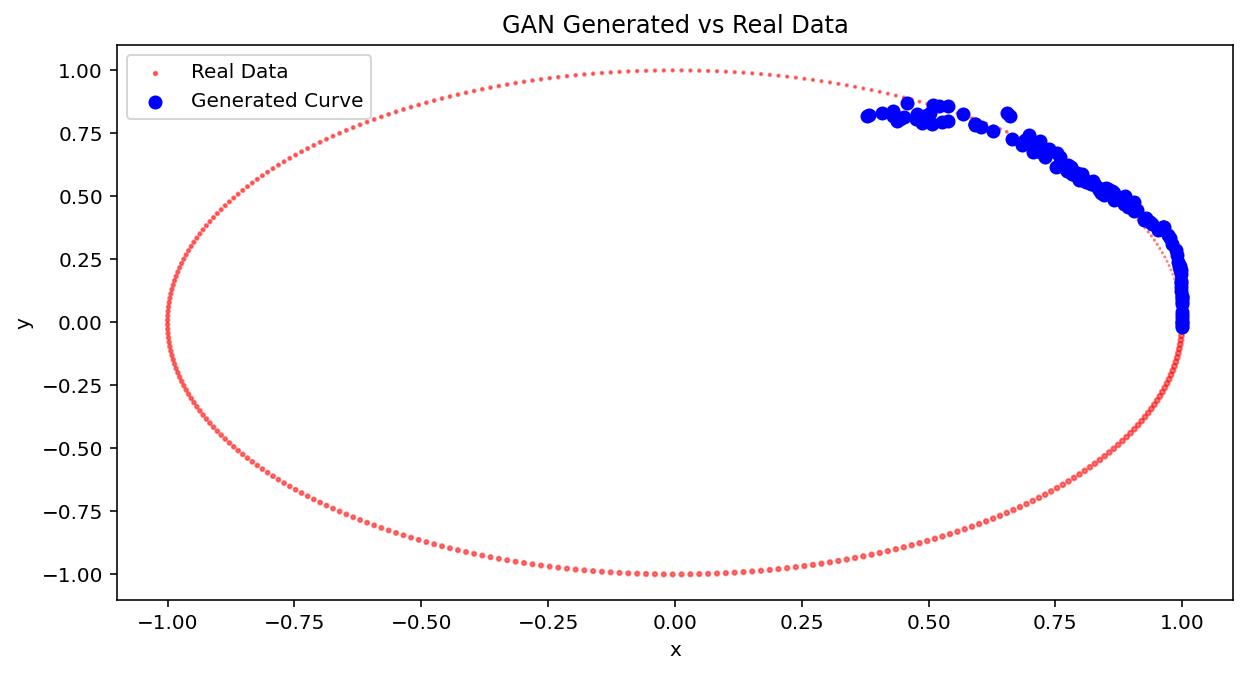 GAN Generated vs Real Data
Real Data
Generated Curve
1.00
0.75
0.50
0.25
0.00
−0.25
−0.50
−0.75
−1.00
y
−1.00 −0.75 −0.50 −0.25 0.00 0.25 0.50 0.75 1.00
x